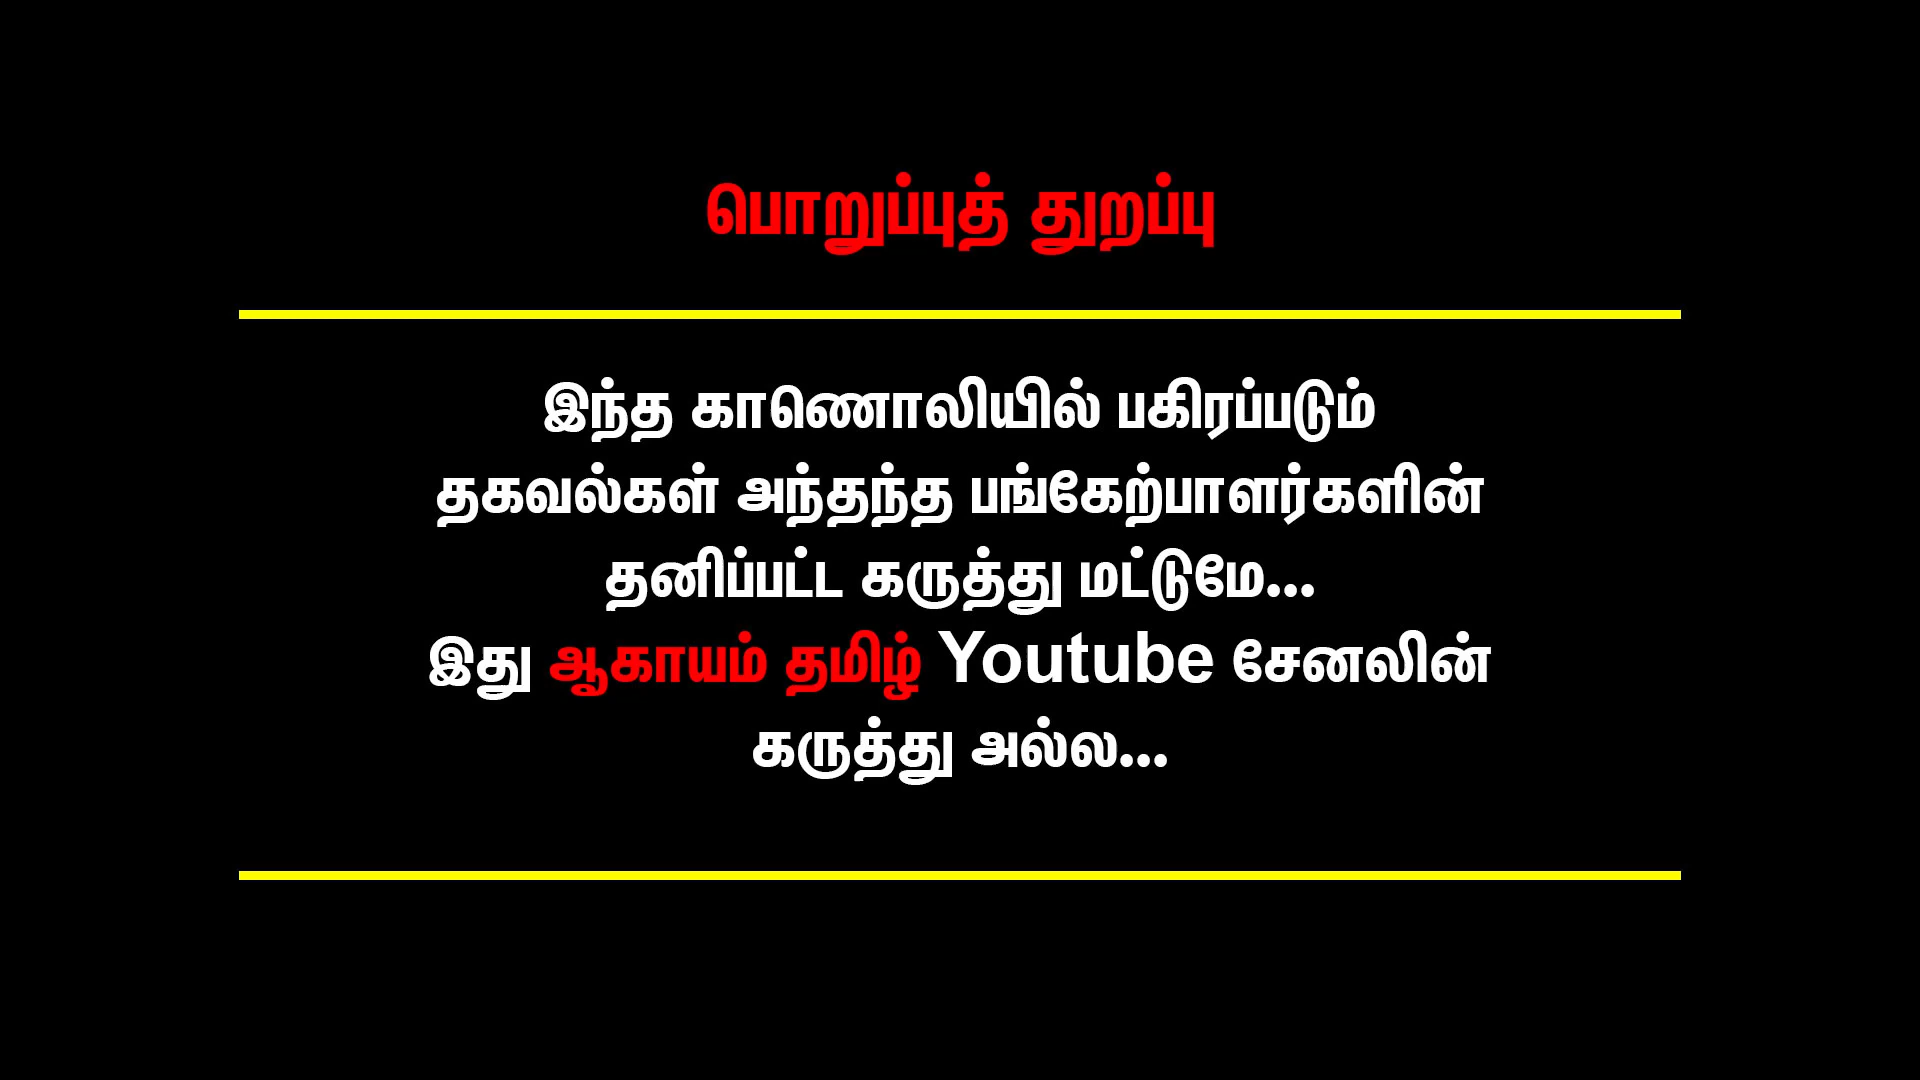 பொறுப்புத் துறப்பு
இந்த காணொலியில் பகிரப்படும்
தகவல்கள் அந்தந்த பங்கேற்பாளர்களின்
தனிப்பட்ட கருத்து மட்டுமே...
இது ஆகாயம் தமிழ் Youtube சேனலின்
கருத்து அல்ல...